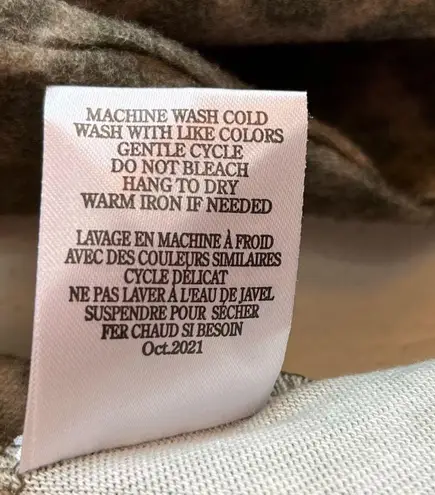 MACHINE WASH COLD
WASH WITH LIKE COLORS
GENTLE CYCLE
DO NOT BLEACH
HANG TO DRY
WARM IRON IF NEEDED
LAVAGE EN MACHINE À FROID
AVEC DES COULEURS SIMILAIRES
CYCLE DÉLICAT
NE PAS LAVER À L'EAU DE JAVEL
SUSPENDRE POUR SÉCHER
FER CHAUD SI BESOIN
Oct.2021